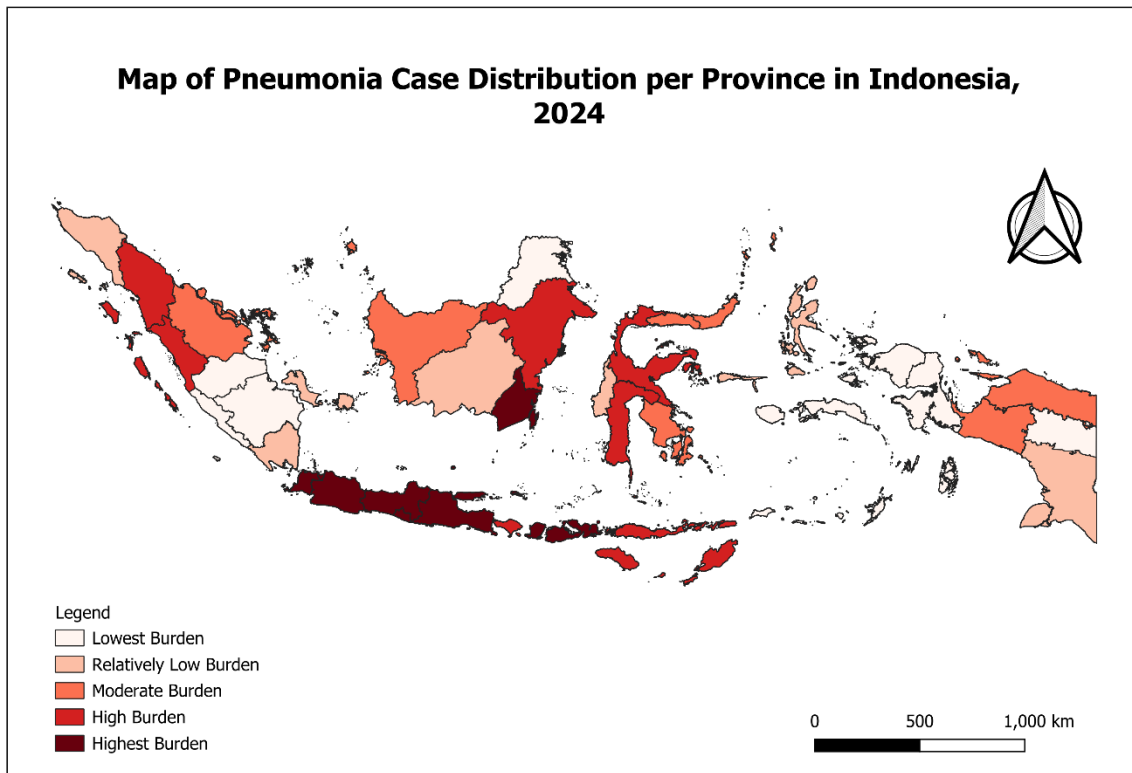 Map of Pneumonia Case Distribution per Province in Indonesia,
2024
Legend
Lowest Burden
Relatively Low Burden
Moderate Burden
High Burden
Highest Burden
0 500 1,000 km